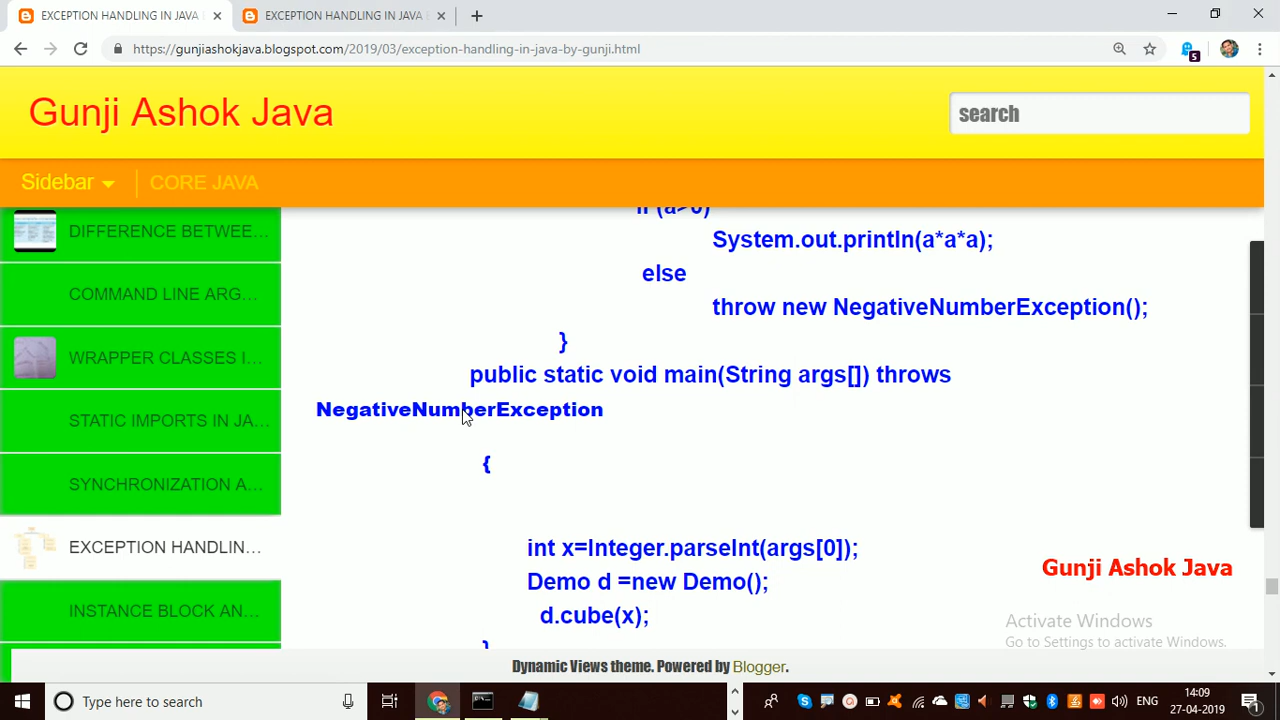 EXCEPTION HANDLING IN JAVA
EXCEPTION HANDLING IN JAVA
https://gunjiashokjava.blogspot.com/2019/03/exception-handling-in-java-by-gunji.html
S
Gunji Ashok Java
search
Sidebar
CORE JAVA
DIFFERENCE BETWEE...
COMMAND LINE ARG...
WRAPPER CLASSES I...
STATIC IMPORTS IN JA...
SYNCHRONIZATION A...
EXCEPTION HANDLIN...
INSTANCE BLOCK AN...
if (a>0)
System.out.println(a*a*a);
else
throw new NegativeNumberException();
}
public static void main(String args[]) throws
NegativeNumberException
{
int x=Integer.parseInt(args[0]);
Demo d =new Demo();
d.cube(x);
}
Gunji Ashok Java
Activate Windows
Go to Settings to activate Windows.
Dynamic Views theme. Powered by Blogger.
Type here to search
ENG
14:09
27-04-2019
1